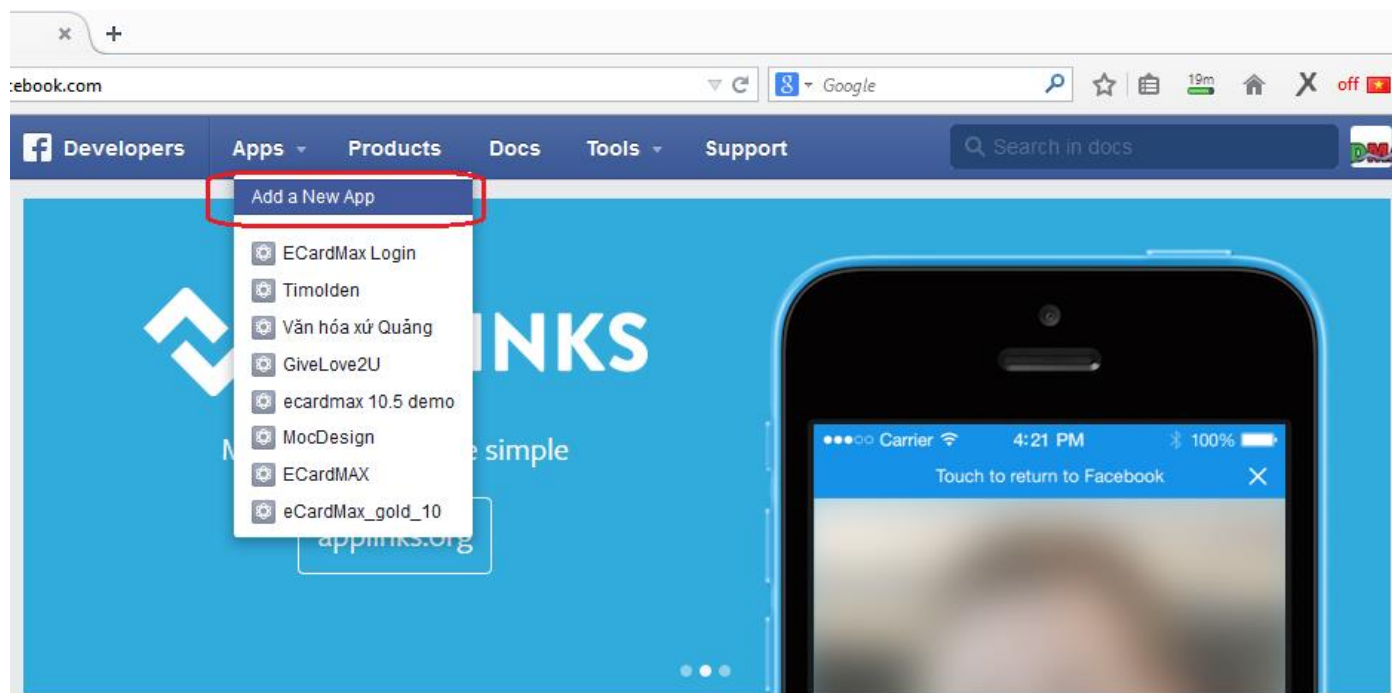 cebook.com
Google
19m
off
Developers
Apps
Products
Docs
Tools
Support
Search in docs
Add a New App
ECardMax Login
Timolden
Văn hóa xứ Quảng
GiveLove2U
ecardmax 10.5 demo
MocDesign
ECardMAX
eCardMax_gold_10
INKS
simple
applinks.org
Carrier
4:21 PM
100%
Touch to return to Facebook